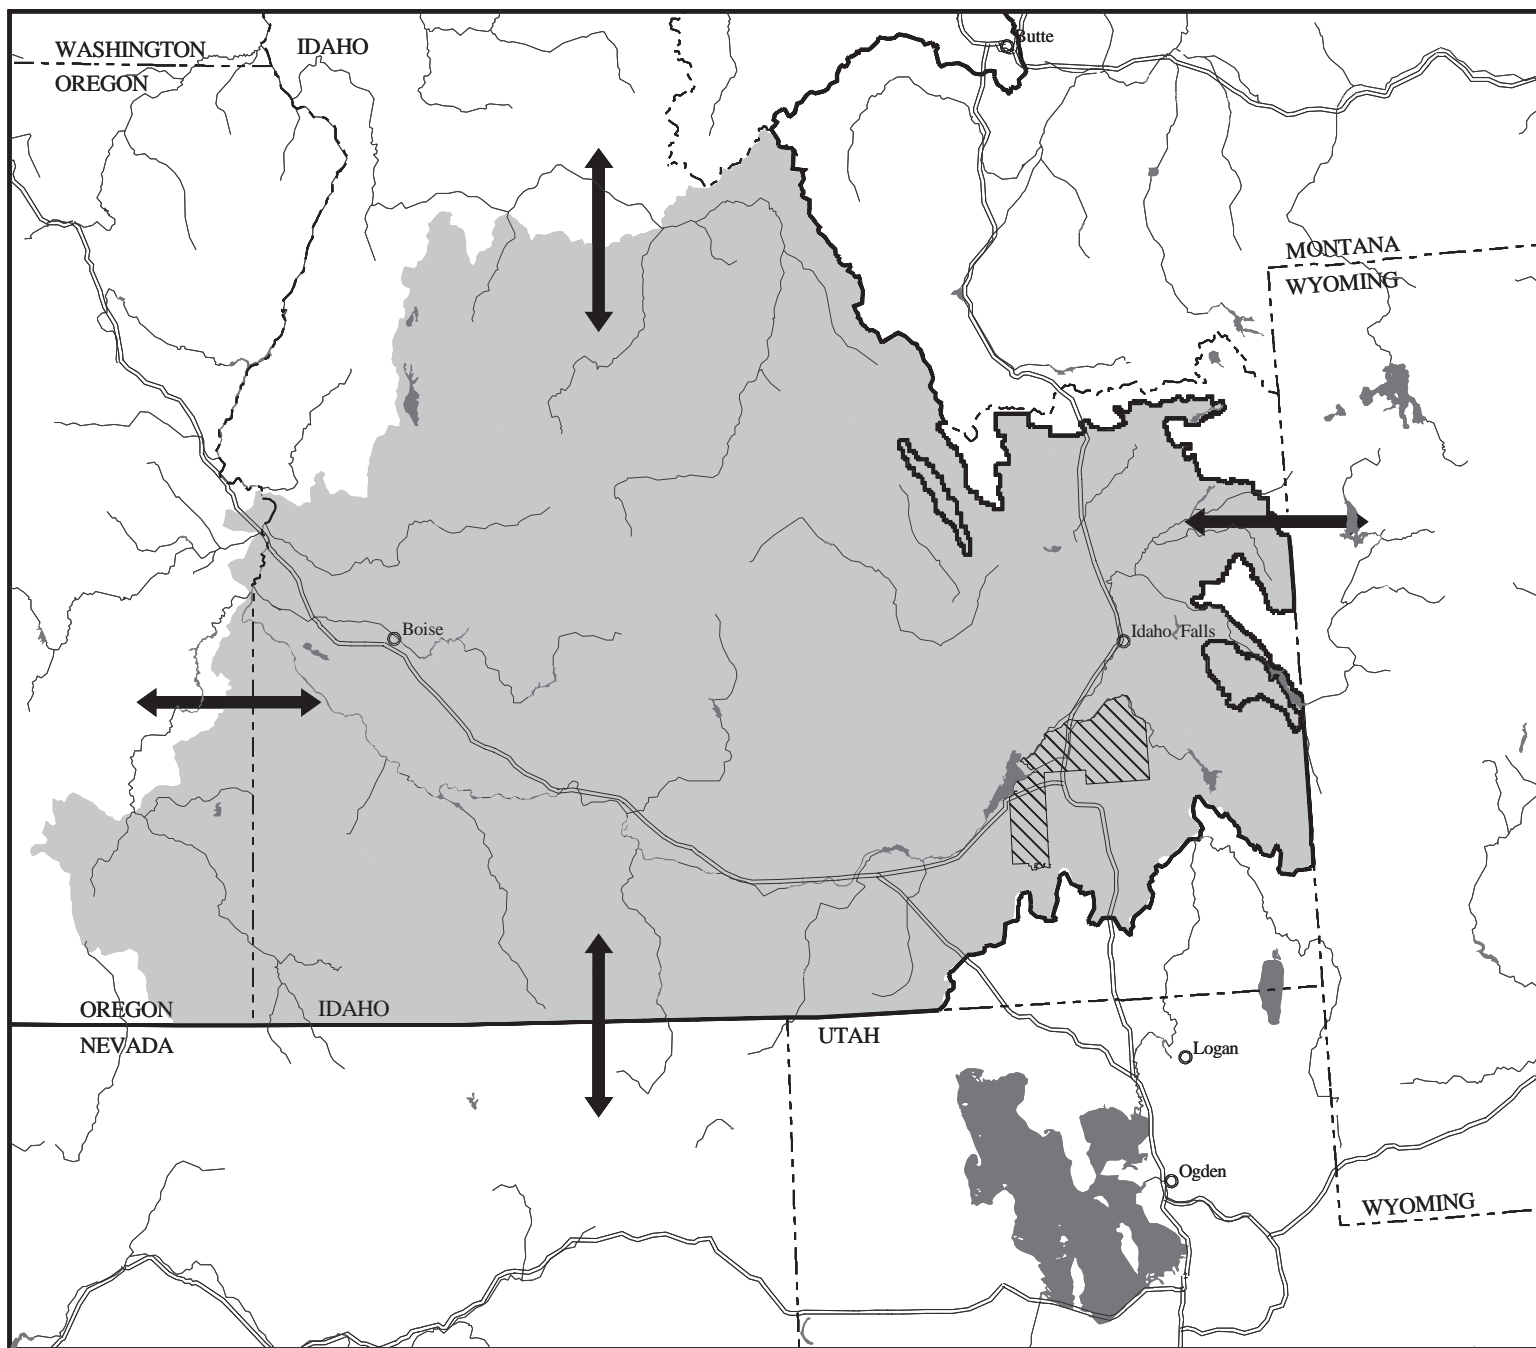 WASHINGTON
IDAHO
Butte
OREGON
MONTANA
WYOMING
Boise
Idaho Falls
OREGON
IDAHO
NEVADA
UTAH
Logan
Ogden
WYOMING